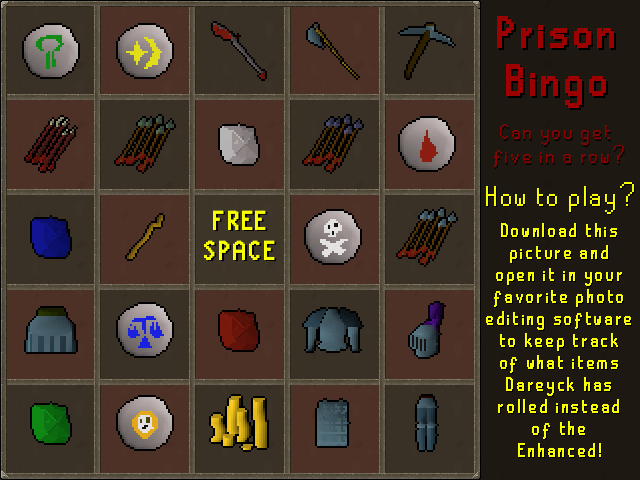 Prison
Bingo
Can you get
five in a row?
How to play?
Download this
picture and
open it in your
favorite photo
editing software
to keep track
of what items
Dareyck has
rolled instead
of the
Enhanced!
FREE
SPACE